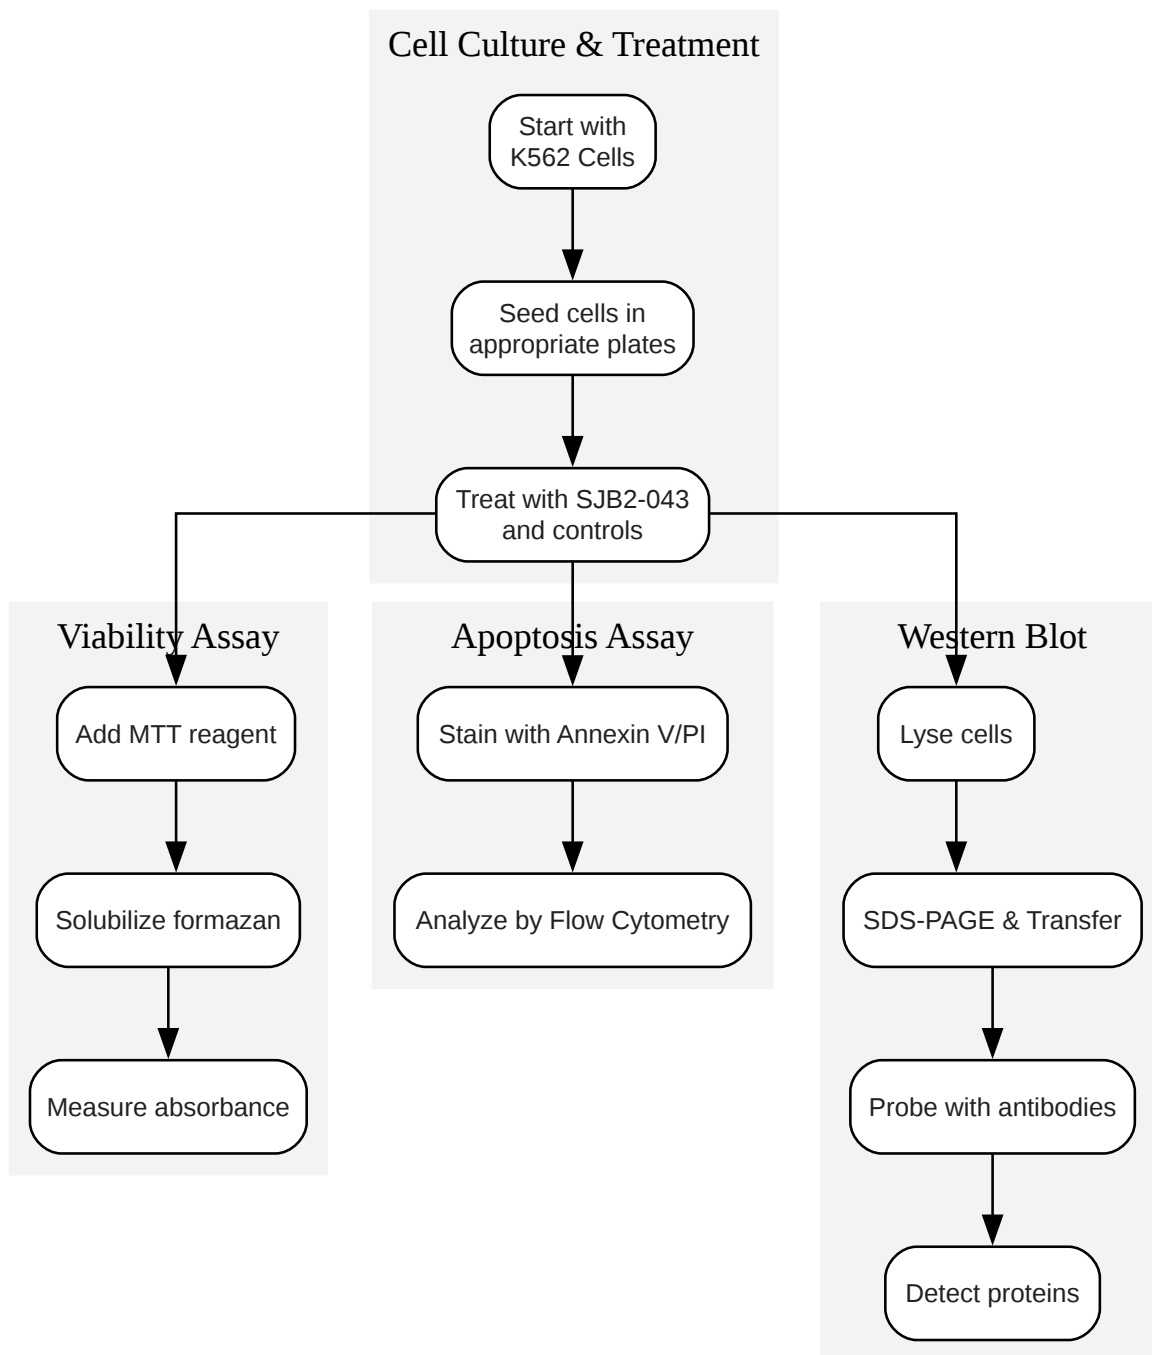 Cell Culture & Treatment
Start with
K562 Cells
Seed cells in
appropriate plates
Treat with SJB2-043
and controls
Viability Assay
Add MTT reagent
Solubilize formazan
Measure absorbance
Apoptosis Assay
Stain with Annexin V/PI
Analyze by Flow Cytometry
Western Blot
Lyse cells
SDS-PAGE & Transfer
Probe with antibodies
Detect proteins